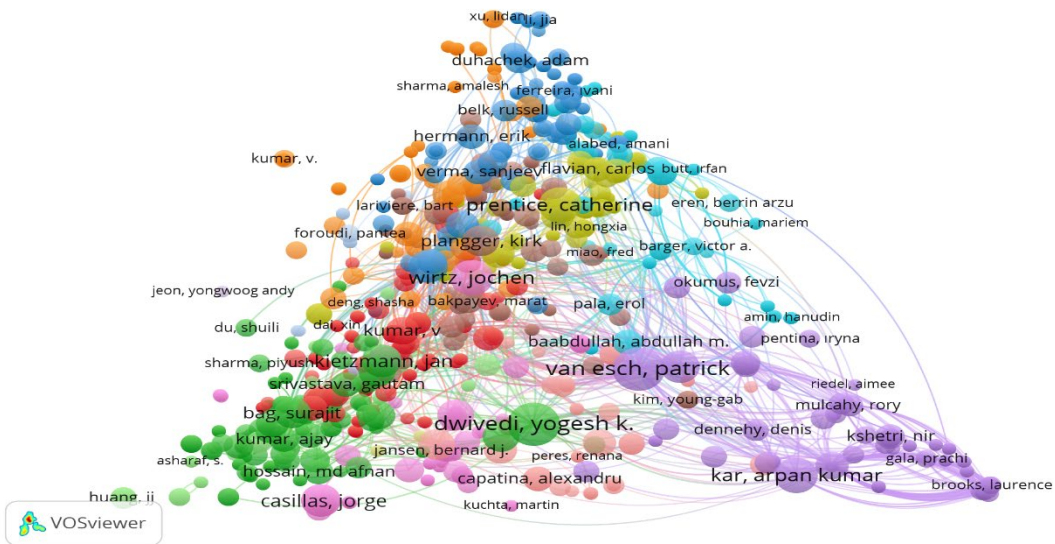 xu, lidan
li, jia
duhachek, adam
sharma, amalesh
ferreira, ivani
belk, russell
hermann, erik
alabed, amani
kumar, v.
verma, sanjeev
flavian, carlos
butt, irfan
lariviere, bart
prentice, catherine
eren, berrin arzu
foroudi, pantea
lin, hongxia
bouhia, mariem
plangger, kirk
miao, fred
barger, victor a.
wirtz, jochen
okumus, fevzi
jeon, yongwoog andy
deng, shasha
bakpayev, marat
pala, erol
amin, hanudin
du, shuili
dai, xin
kumar, v
baabdullah, abdullah m.
pentina, iryna
sharma, piyush
kietzmann, jan
van esch, patrick
srivastava, gautam
riedel, aimee
kim, young-gab
mulcahy, rory
bag, surajit
dwivedi, yogesh k.
dennehy, denis
kshetri, nir
kumar, ajay
jansen, bernard j.
peres, renana
gala, prachi
asharaf, s.
hossain, md afnan
capatina, alexandru
kar, arpan kumar
brooks, laurence
huang, jj
casillas, jorge
kuchta, martin
VOSviewer